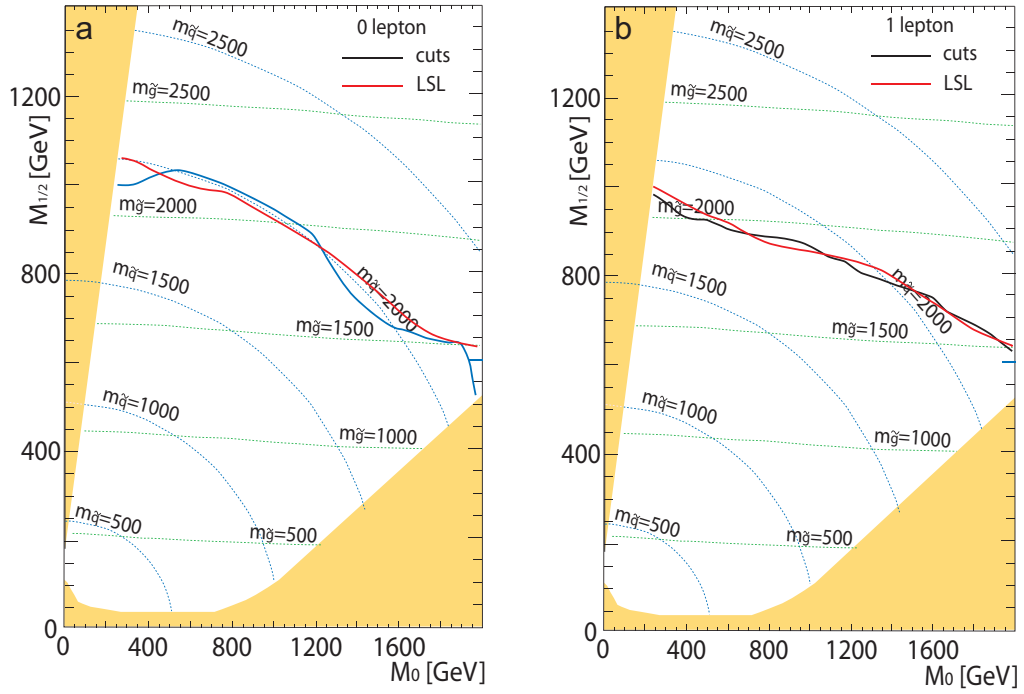 a
0 lepton
cuts
LSL
mq̃=2500
mg̃=2500
mg̃=2000
mq̃=2000
mq̃=1500
mg̃=1500
mq̃=1000
mg̃=1000
mq̃=500
mg̃=500
M1/2 [GeV]
1200
800
400
0
0 400 800 1200 1600
M0 [GeV]
b
1 lepton
cuts
LSL
mq̃=2500
mg̃=2500
mg̃=2000
mq̃=2000
mq̃=1500
mg̃=1500
mq̃=1000
mg̃=1000
mq̃=500
mg̃=500
M1/2 [GeV]
1200
800
400
0
0 400 800 1200 1600
M0 [GeV]